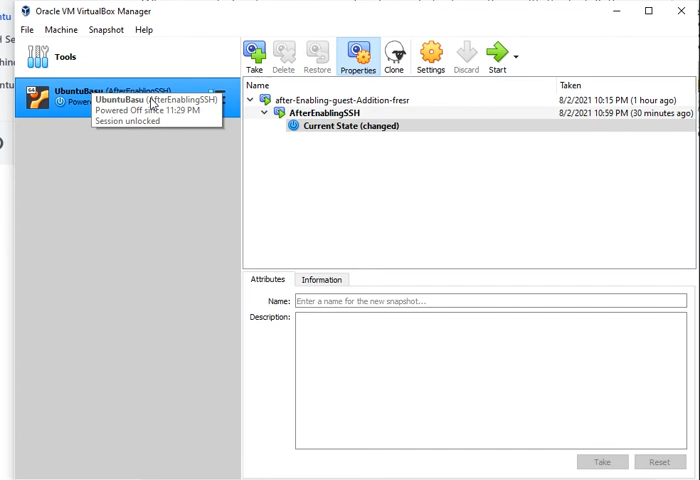 Oracle VM VirtualBox Manager
File Machine Snapshot Help
Tools
Take Delete Restore Properties Clone Settings Discard Start
UbuntuBasu (AfterEnablingSSH)
Powere
UbuntuBasu (AfterEnablingSSH)
Powered Off since 11:29 PM
Session unlocked
Name Taken
after-Enabling-guest-Addition-fresr 8/2/2021 10:15 PM (1 hour ago)
AfterEnablingSSH 8/2/2021 10:59 PM (30 minutes ago)
Current State (changed)
Attributes Information
Name: Enter a name for the new snapshot...
Description:
Take Reset